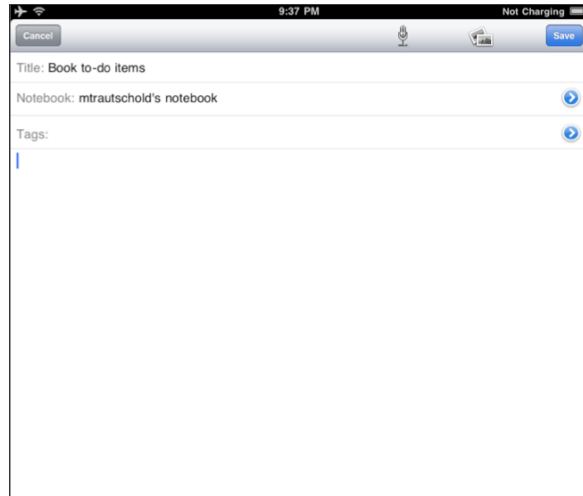 9:37 PM Not Charging
Cancel Save
Title: Book to-do items
Notebook: mtrautschold's notebook
Tags: